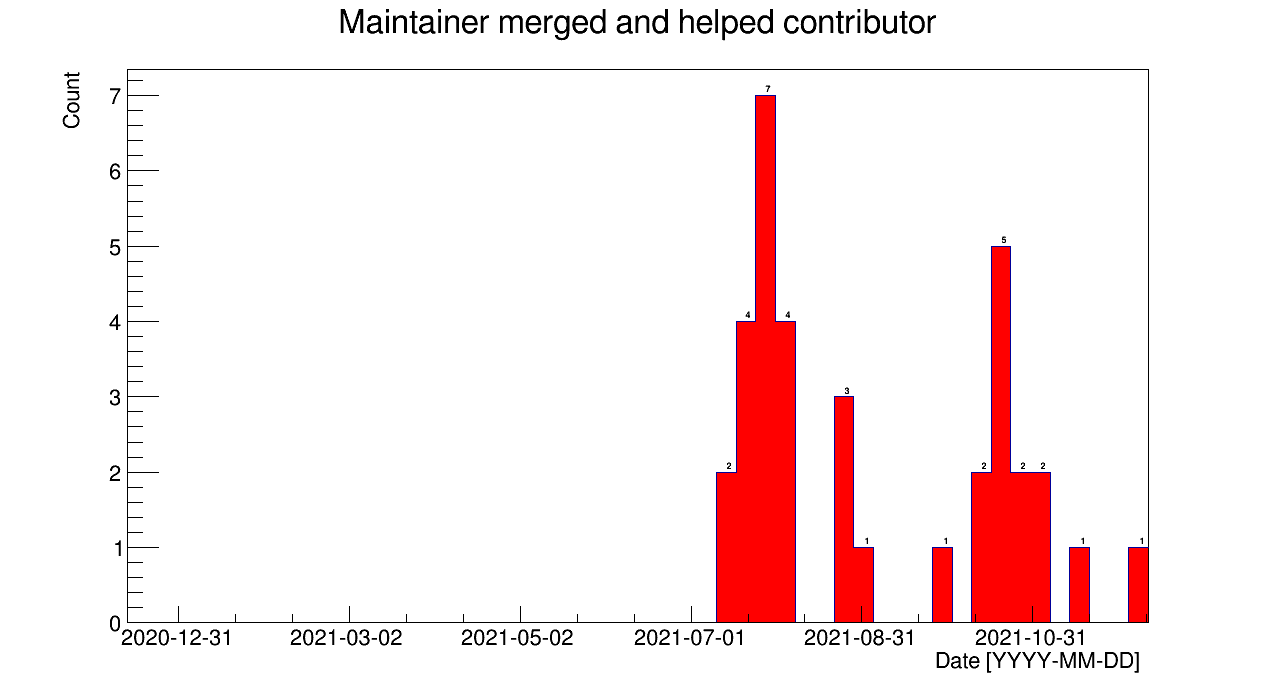 Maintainer merged and helped contributor
Count
7
6
5
4
3
2
1
0
2 4 7 4 3 1 1 2 5 2 2 1 1
2020-12-31 2021-03-02 2021-05-02 2021-07-01 2021-08-31 2021-10-31
Date [YYYY-MM-DD]